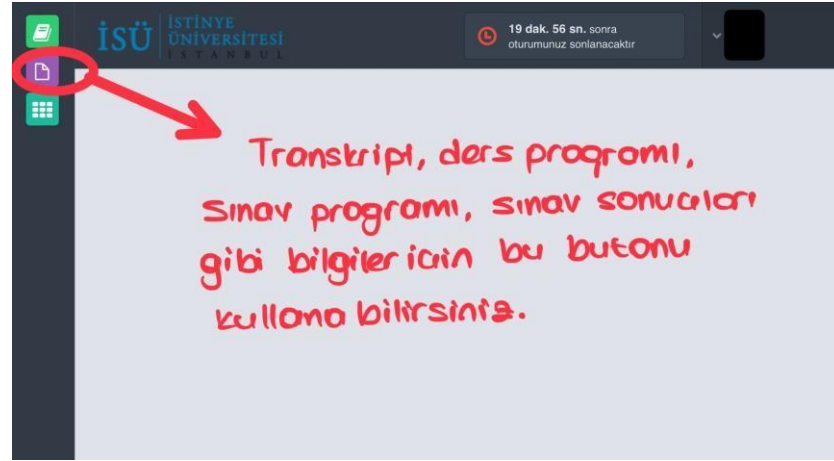 İSÜ
İSTİNYE
ÜNİVERSİTESİ
İSTANBUL
19 dak. 56 sn. sonra
oturumunuz sonlanacaktır
Transkript, ders programı,
sınav programı, sınav sonuçları
gibi bilgiler için bu butonu
kullana bilirsiniz.